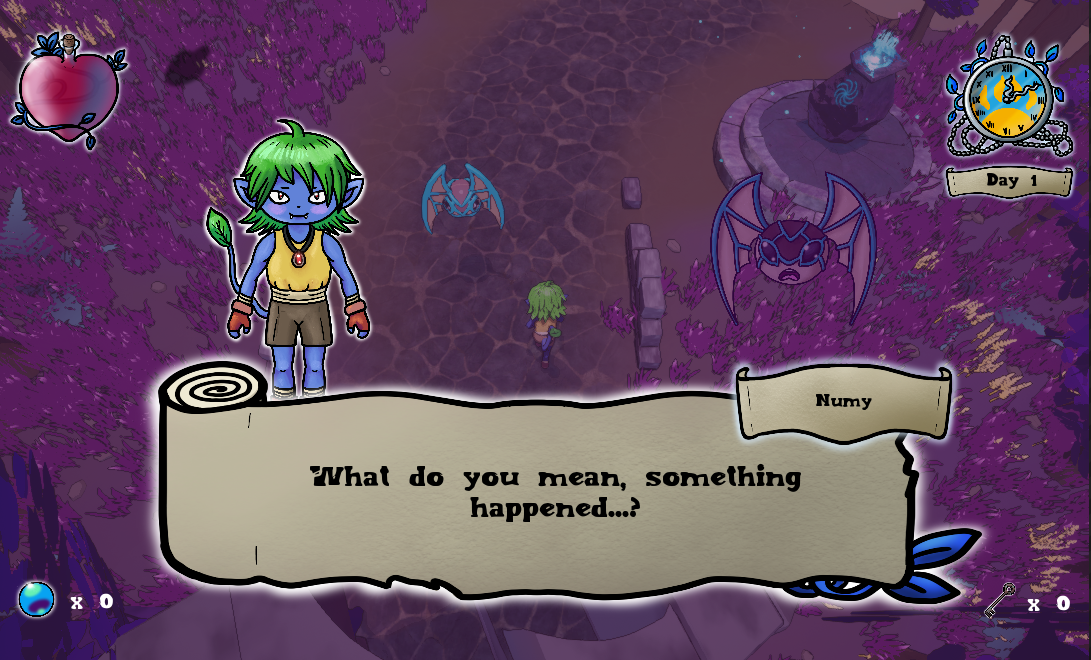 Day 1
Numy
What do you mean, something
happened...?
x 0
x 0